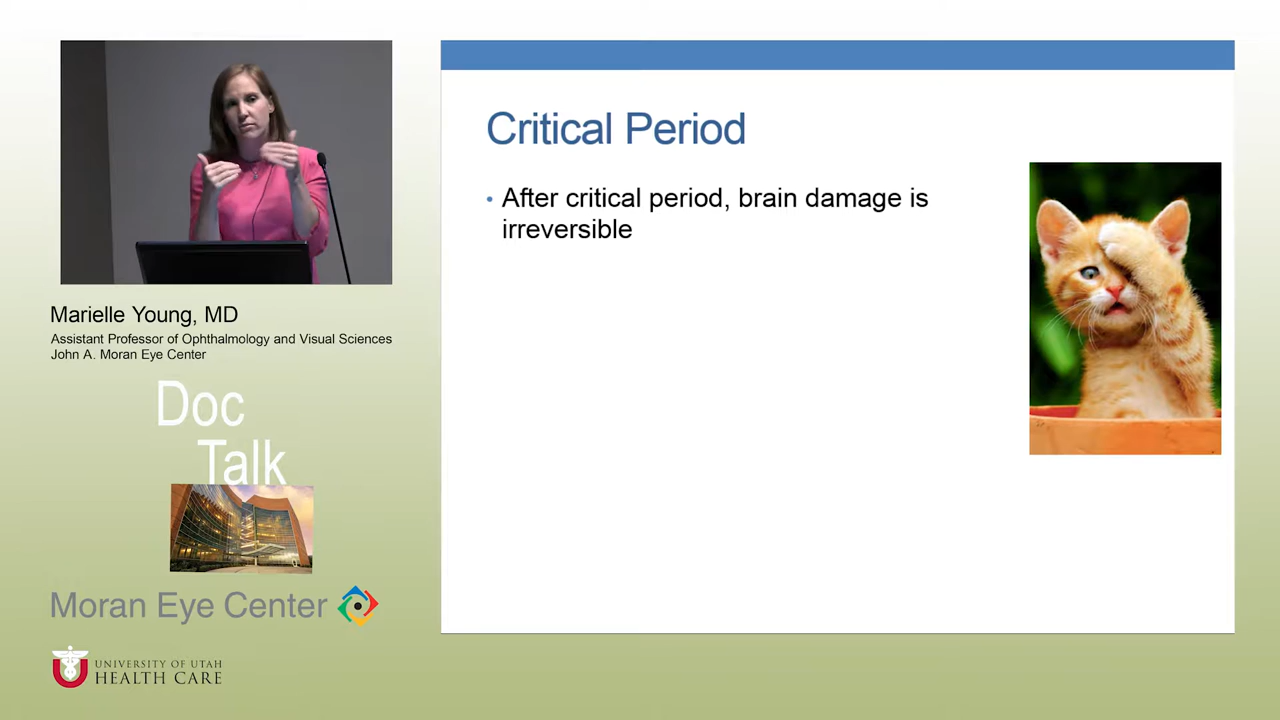 Critical Period
• After critical period, brain damage is
irreversible
Marielle Young, MD
Assistant Professor of Ophthalmology and Visual Sciences
John A. Moran Eye Center
Doc
Talk
Moran Eye Center
UNIVERSITY OF UTAH
HEALTH CARE